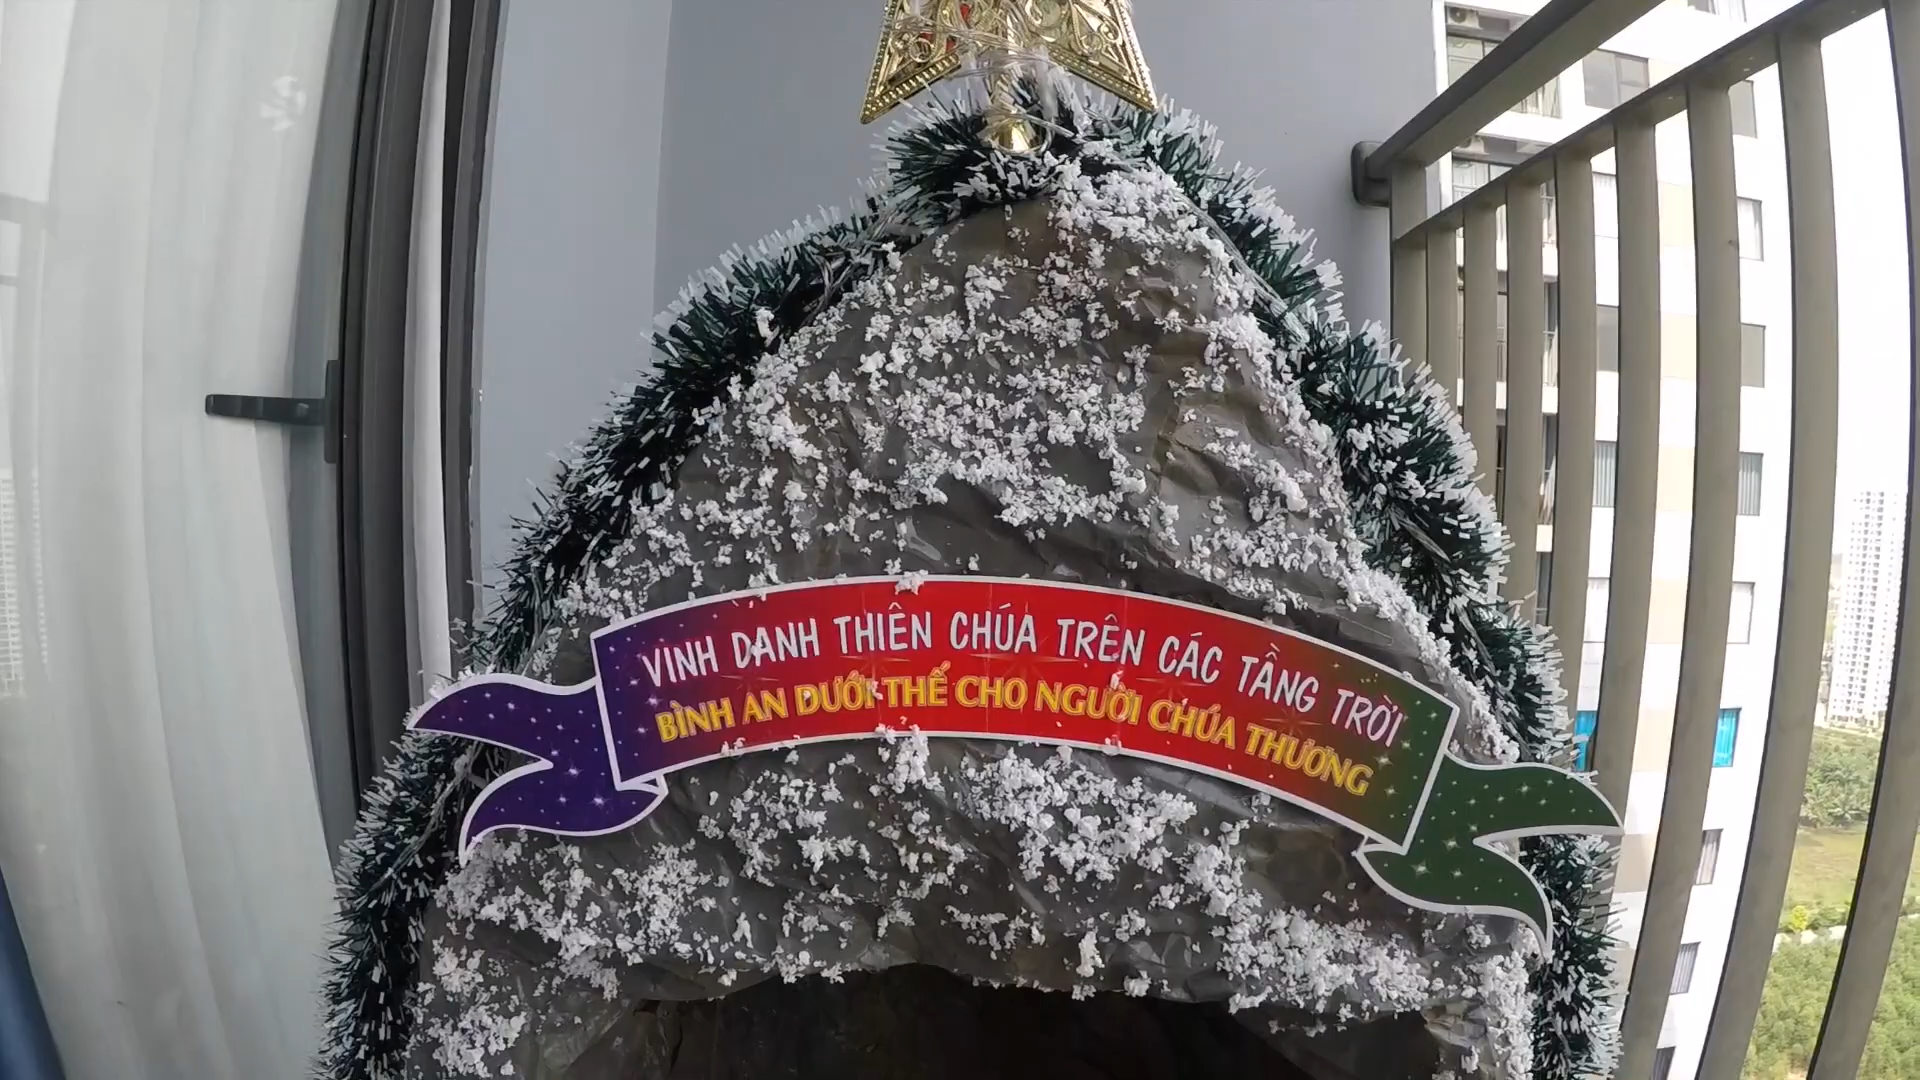 VINH DANH THIÊN CHÚA TRÊN CÁC TẦNG TRỜI
BÌNH AN DƯỚI THẾ CHO NGƯỜI CHÚA THƯƠNG